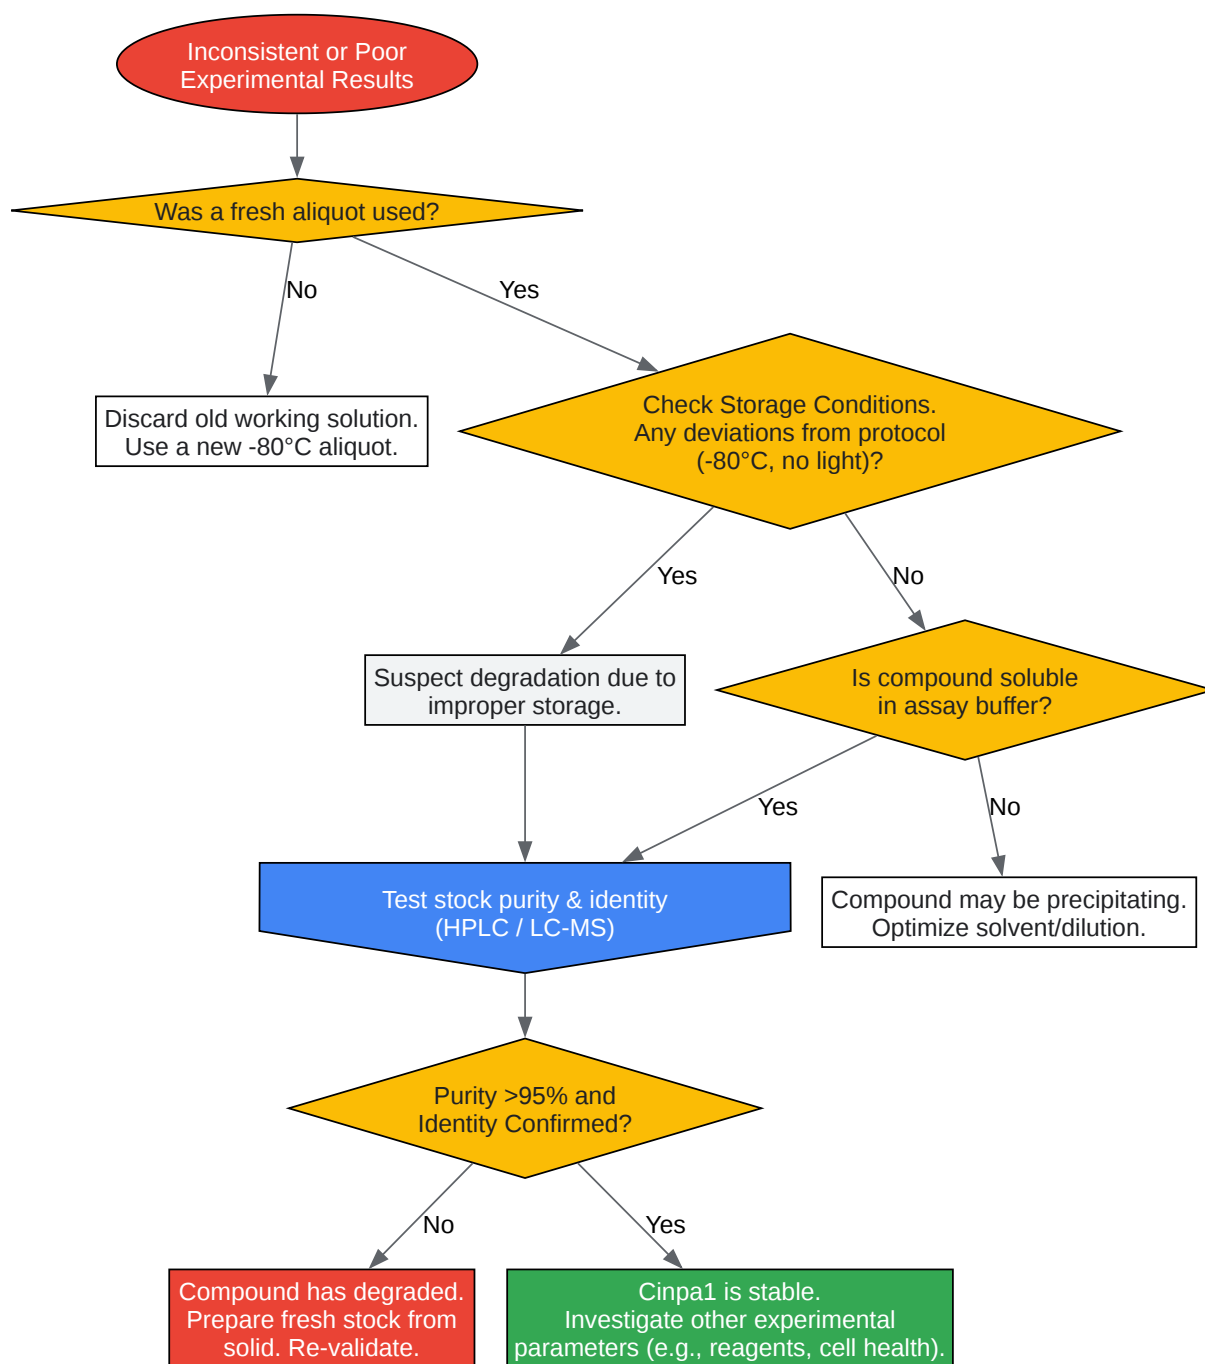 Inconsistent or Poor
Experimental Results
Was a fresh aliquot used?
No
Yes
Discard old working solution.
Use a new -80°C aliquot.
Check Storage Conditions.
Any deviations from protocol
(-80°C, no light)?
Yes
No
Suspect degradation due to
improper storage.
Is compound soluble
in assay buffer?
Yes
No
Test stock purity & identity
(HPLC / LC-MS)
Compound may be precipitating.
Optimize solvent/dilution.
Purity >95% and
Identity Confirmed?
No
Yes
Compound has degraded.
Prepare fresh stock from
solid. Re-validate.
Cinpa1 is stable.
Investigate other experimental
parameters (e.g., reagents, cell health).